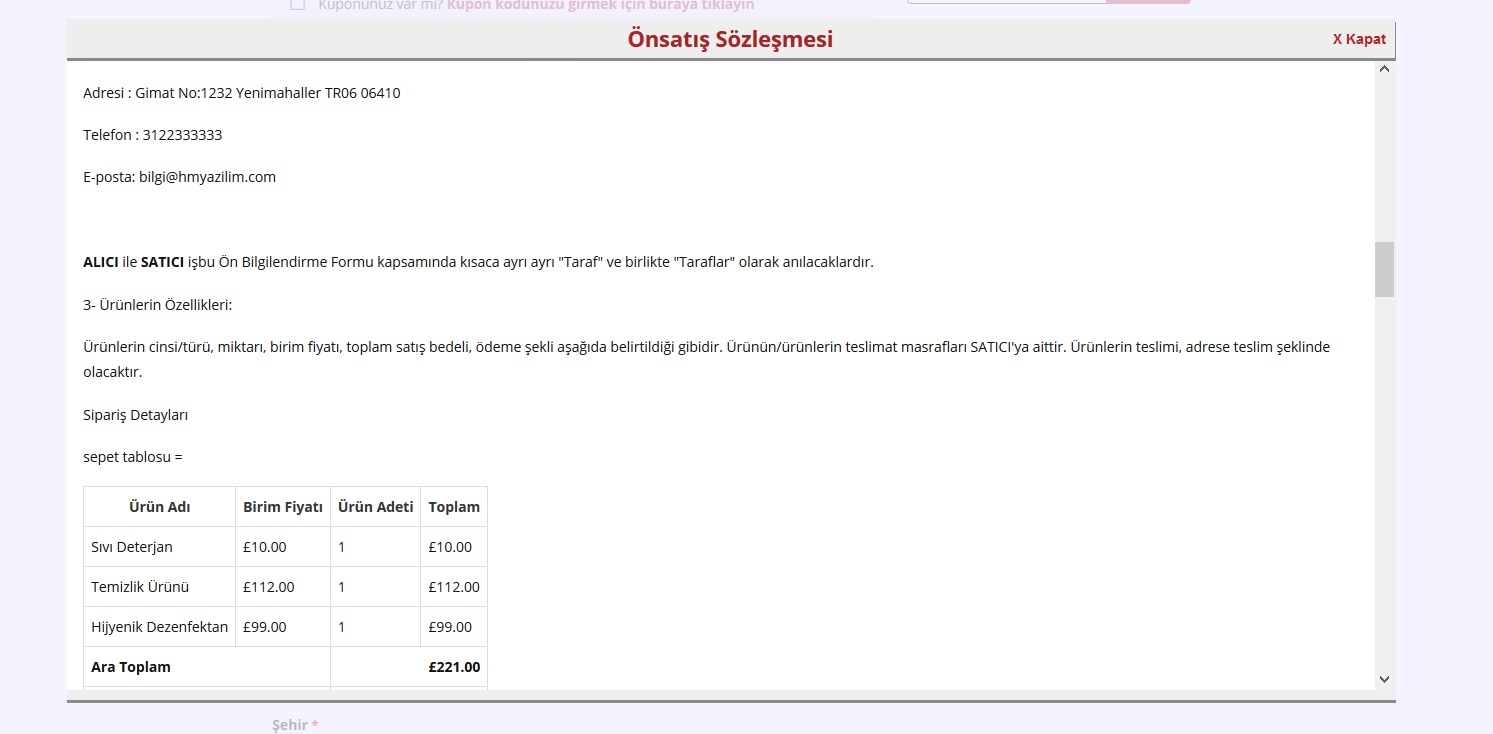 Kuponunuz var mı? Kupon kodunuzu girmek için buraya tıklayın
Önsatış Sözleşmesi
X Kapat
Adresi : Gimat No:1232 Yenimahaller TR06 06410
Telefon : 3122333333
E-posta: bilgi@hmyazilim.com
ALICI ile SATICI işbu Ön Bilgilendirme Formu kapsamında kısaca ayrı ayrı "Taraf" ve birlikte "Taraflar" olarak anılacaklardır.
3- Ürünlerin Özellikleri:
Ürünlerin cinsi/türü, miktarı, birim fiyatı, toplam satış bedeli, ödeme şekli aşağıda belirtildiği gibidir. Ürünün/ürünlerin teslimat masrafları SATICI'ya aittir. Ürünlerin teslimi, adrese teslim şeklinde
olacaktır.
Sipariş Detayları
sepet tablosu =
Ürün Adı Birim Fiyatı Ürün Adeti Toplam
Sıvı Deterjan £10.00 1 £10.00
Temizlik Ürünü £112.00 1 £112.00
Hijyenik Dezenfektan £99.00 1 £99.00
Ara Toplam £221.00
Şehir *